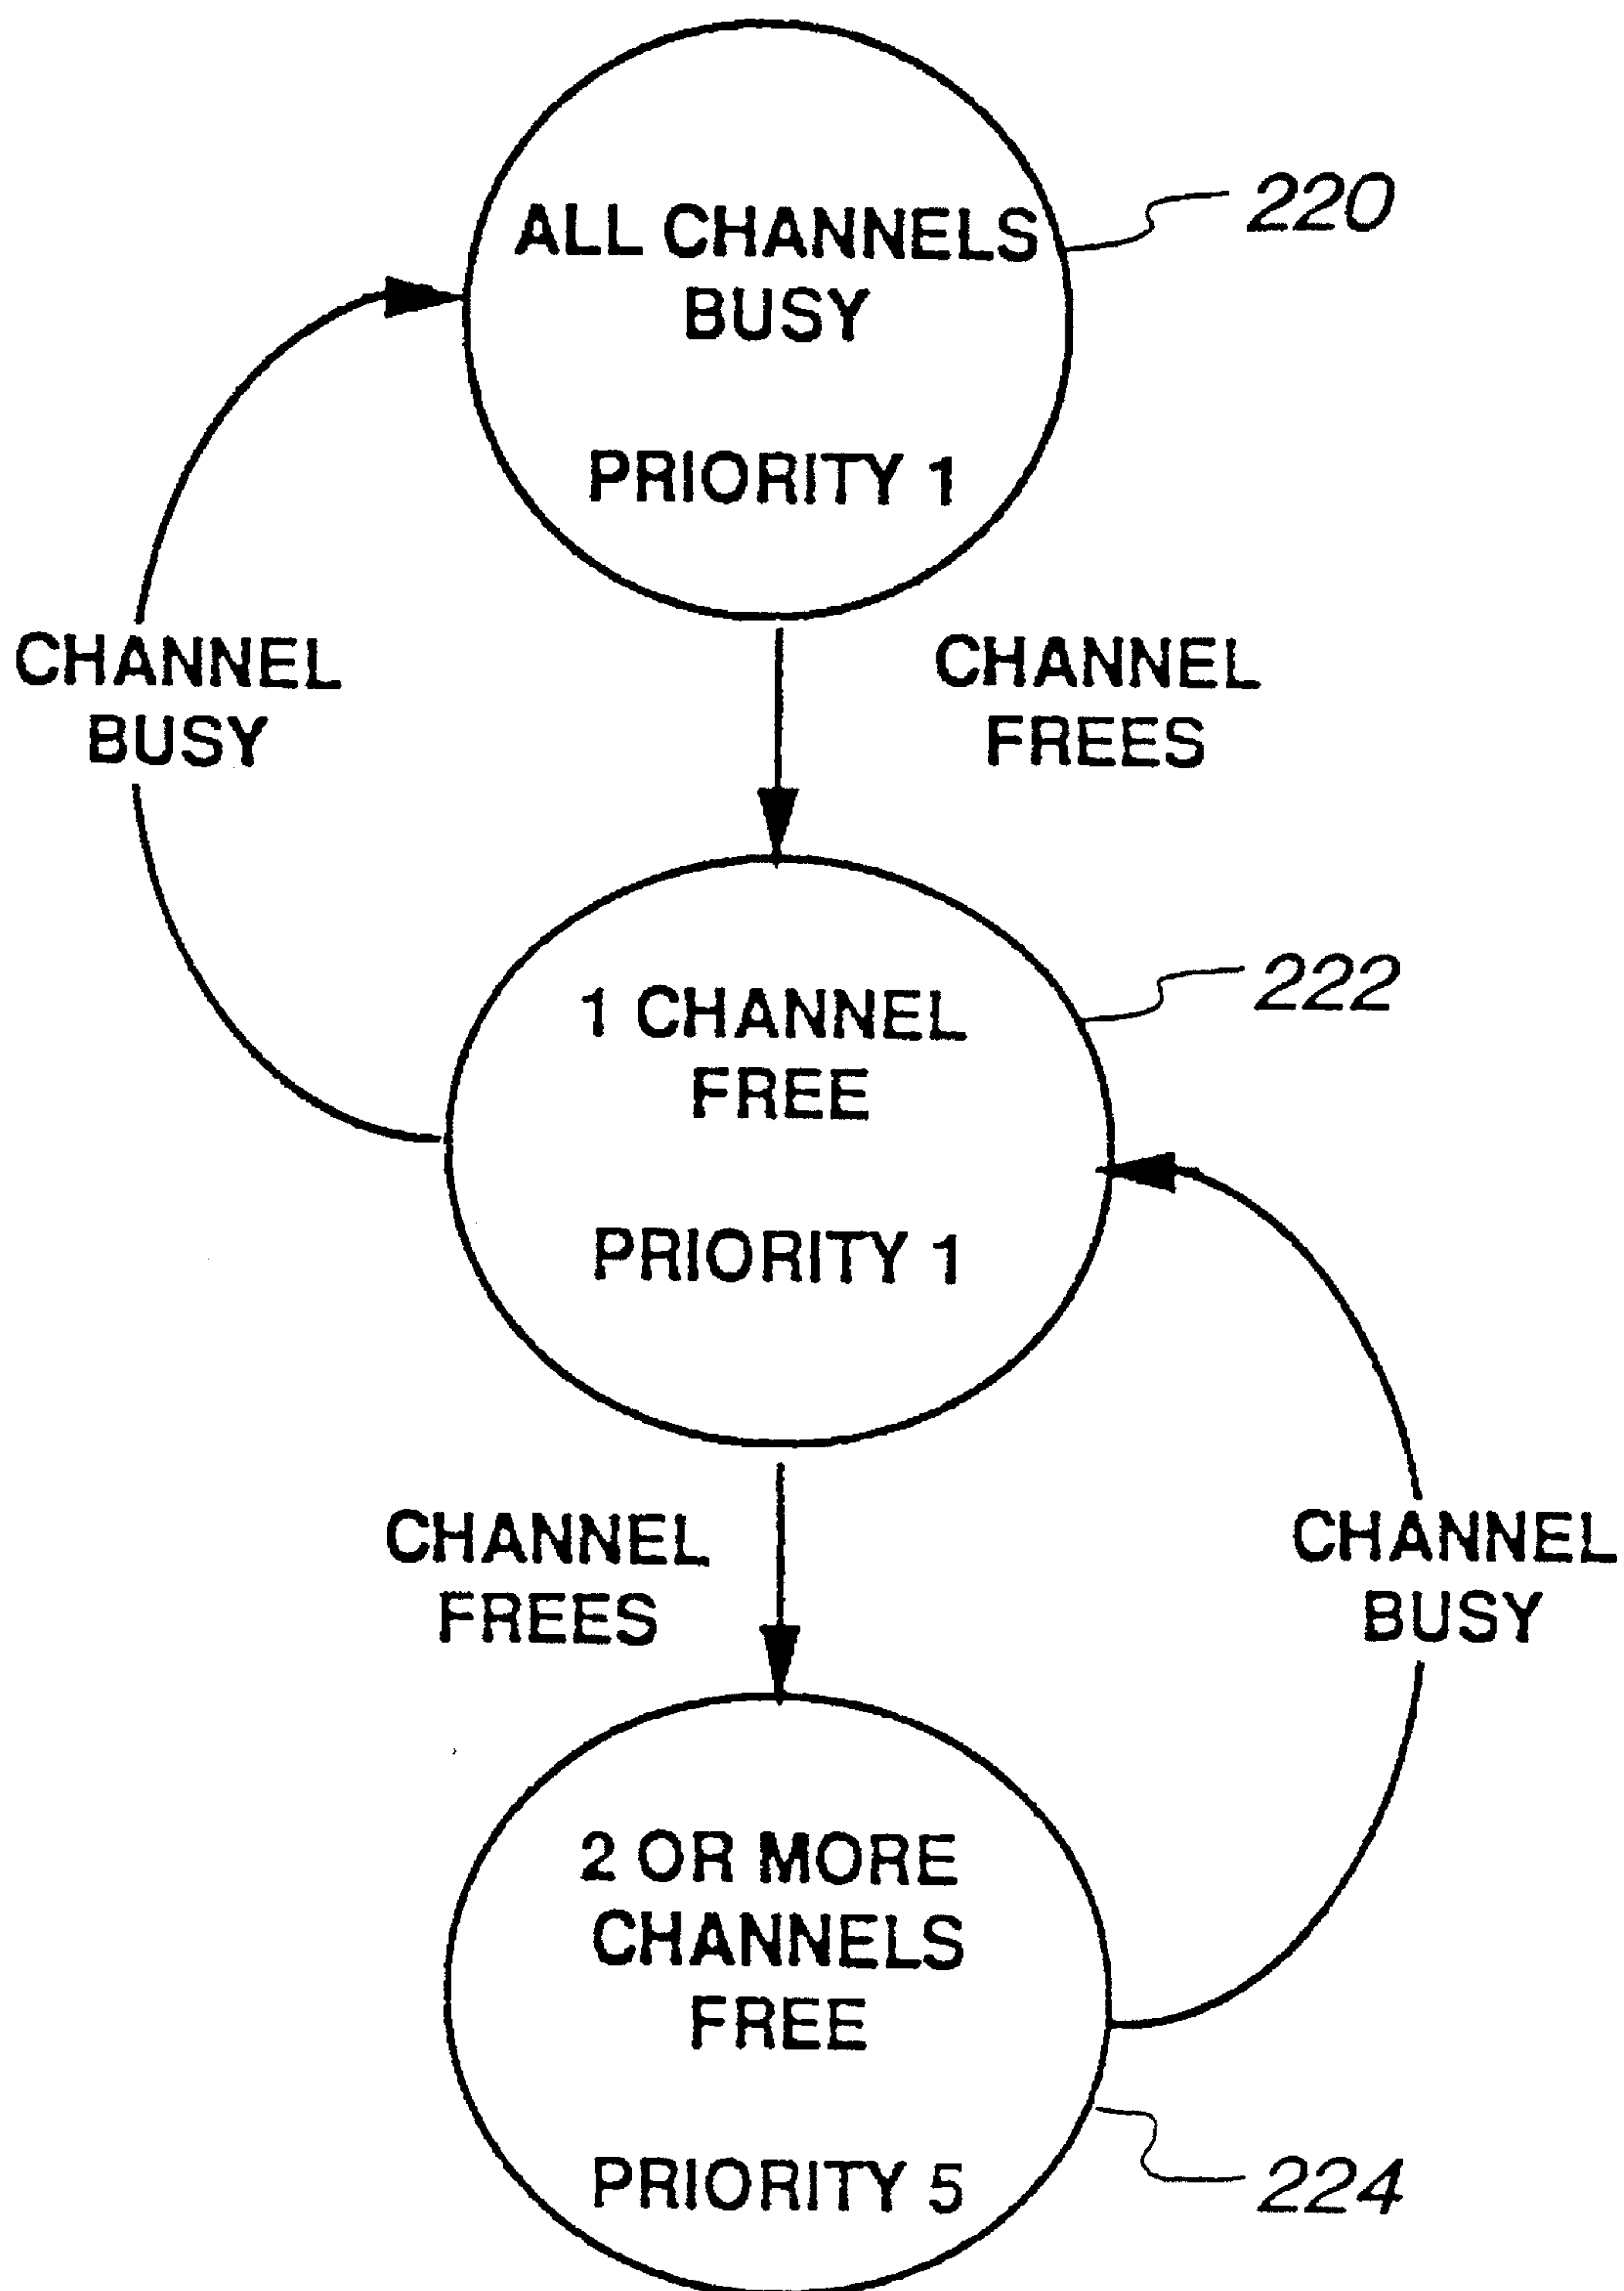 ALL CHANNELS
BUSY
PRIORITY 1
220
CHANNEL
BUSY
CHANNEL
FREES
1 CHANNEL
FREE
PRIORITY 1
222
CHANNEL
FREES
CHANNEL
BUSY
2 OR MORE
CHANNELS
FREE
PRIORITY 5
224